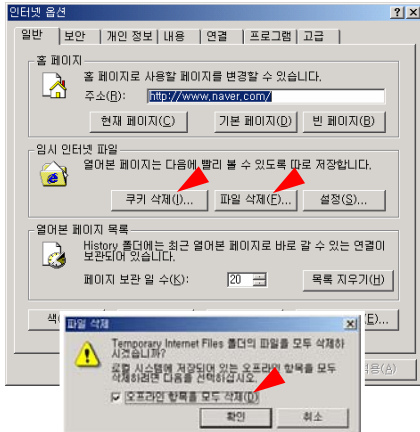 인터넷 옵션
일반 보안 개인 정보 내용 연결 프로그램 고급
홈 페이지
홈 페이지로 사용할 페이지를 변경할 수 있습니다.
주소(R): http://www.naver.com/
현재 페이지(C) 기본 페이지(D) 빈 페이지(B)
임시 인터넷 파일
열어본 페이지는 다음에 빨리 볼 수 있도록 따로 저장합니다.
쿠키 삭제(I)... 파일 삭제(F)... 설정(S)...
열어본 페이지 목록
History 폴더에는 최근 열어본 페이지로 바로 갈 수 있는 연결이
보관되어 있습니다.
페이지 보관 일 수(K): 20 목록 지우기(H)
색 (E)...
파일 삭제
Temporary Internet Files 폴더의 파일을 모두 삭제하
시겠습니까?
로컬 시스템에 저장되어 있는 오프라인 항목을 모두
삭제하려면 다음을 선택하십시오.
오프라인 항목을 모두 삭제(D)
확인 취소